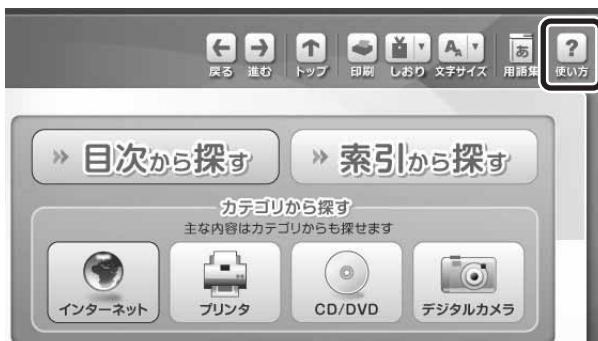 戻る 進む トップ 印刷 しおり 文字サイズ 用語集 使い方
目次から探す 索引から探す
カテゴリから探す
主な内容はカテゴリからも探せます
インターネット プリンタ CD/DVD デジタルカメラ